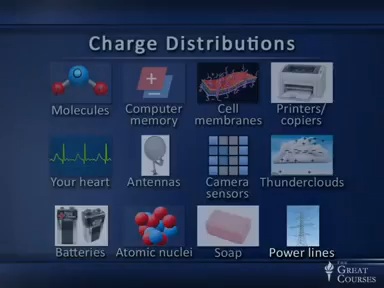 Charge Distributions
Molecules
Computer
memory
Cell
membranes
Printers/
copiers
Your heart
Antennas
Camera
sensors
Thunderclouds
Batteries
Atomic nuclei
Soap
Power lines
THE
GREAT
COURSES